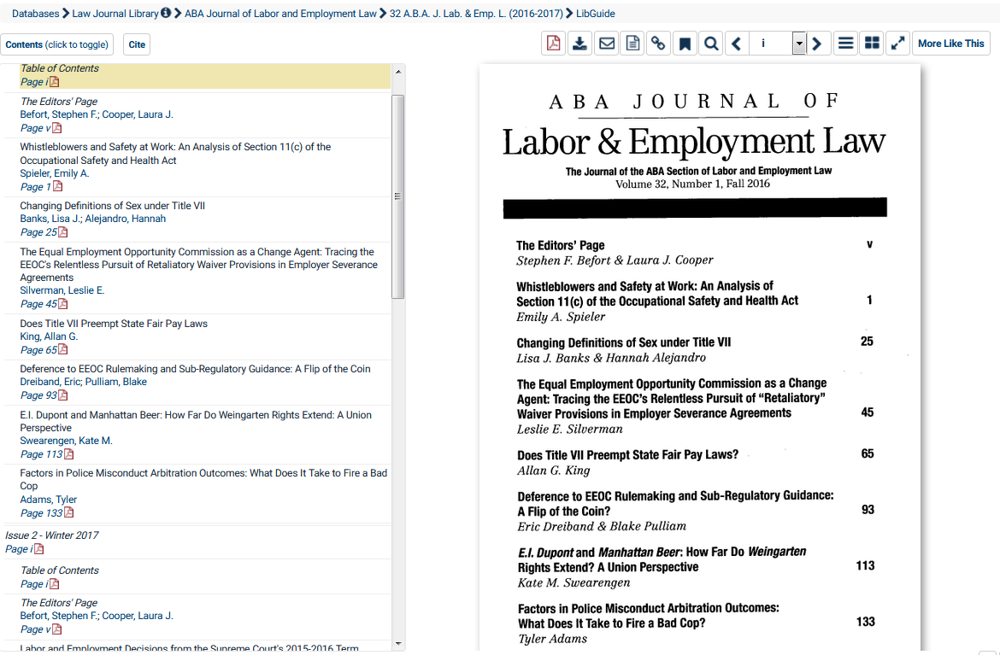 Databases Law Journal Library ABA Journal of Labor and Employment Law 32 A.B.A. J. Lab. & Emp. L. (2016-2017) LibGuide
Contents (click to toggle) Cite
i
More Like This
Table of Contents
Page i
The Editors' Page
Befort, Stephen F.; Cooper, Laura J.
Page v
Whistleblowers and Safety at Work: An Analysis of Section 11(c) of the
Occupational Safety and Health Act
Spieler, Emily A.
Page 1
Changing Definitions of Sex under Title VII
Banks, Lisa J.; Alejandro, Hannah
Page 25
The Equal Employment Opportunity Commission as a Change Agent: Tracing the
EEOC's Relentless Pursuit of Retaliatory Waiver Provisions in Employer Severance
Agreements
Silverman, Leslie E.
Page 45
Does Title VII Preempt State Fair Pay Laws
King, Allan G.
Page 65
Deference to EEOC Rulemaking and Sub-Regulatory Guidance: A Flip of the Coin
Dreiband, Eric; Pulliam, Blake
Page 93
E.I. Dupont and Manhattan Beer: How Far Do Weingarten Rights Extend: A Union
Perspective
Swearengen, Kate M.
Page 113
Factors in Police Misconduct Arbitration Outcomes: What Does It Take to Fire a Bad
Cop
Adams, Tyler
Page 133
Issue 2 - Winter 2017
Page i
Table of Contents
Page i
The Editors' Page
Befort, Stephen F.; Cooper, Laura J.
Page v
Labor and Employment Decisions from the Supreme Court's 2015-2016 Term
ABA JOURNAL OF
Labor & Employment Law
The Journal of the ABA Section of Labor and Employment Law
Volume 32, Number 1, Fall 2016
The Editors' Page v
Stephen F. Befort & Laura J. Cooper
Whistleblowers and Safety at Work: An Analysis of
Section 11(c) of the Occupational Safety and Health Act 1
Emily A. Spieler
Changing Definitions of Sex under Title VII 25
Lisa J. Banks & Hannah Alejandro
The Equal Employment Opportunity Commission as a Change
Agent: Tracing the EEOC's Relentless Pursuit of “Retaliatory”
Waiver Provisions in Employer Severance Agreements 45
Leslie E. Silverman
Does Title VII Preempt State Fair Pay Laws? 65
Allan G. King
Deference to EEOC Rulemaking and Sub-Regulatory Guidance:
A Flip of the Coin? 93
Eric Dreiband & Blake Pulliam
E.I. Dupont and Manhattan Beer: How Far Do Weingarten
Rights Extend? A Union Perspective 113
Kate M. Swearengen
Factors in Police Misconduct Arbitration Outcomes:
What Does It Take to Fire a Bad Cop? 133
Tyler Adams